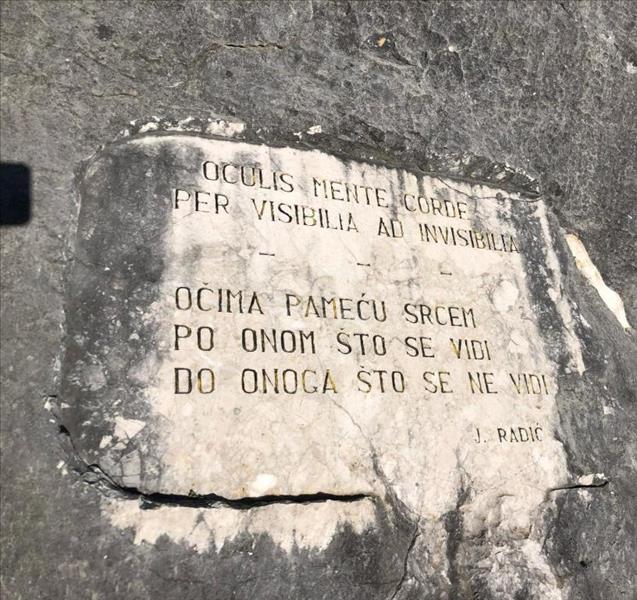 OCULIS MENTE CORDE
PER VISIBILIA AD INVISIBILIA
— — —
OČIMA PAMEĆU SRCEM
PO ONOM ŠTO SE VIDI
DO ONOGA ŠTO SE NE VIDI
J. RADIĆ